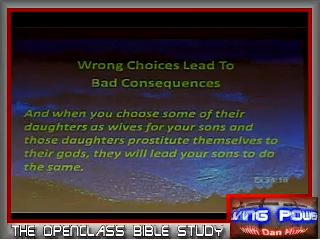 Wrong Choices Lead To
Bad Consequences
And when you choose some of their
daughters as wives for your sons and
those daughters prostitute themselves to
their gods, they will lead your sons to do
the same.
THE OPENCLASS BIBLE STUDY